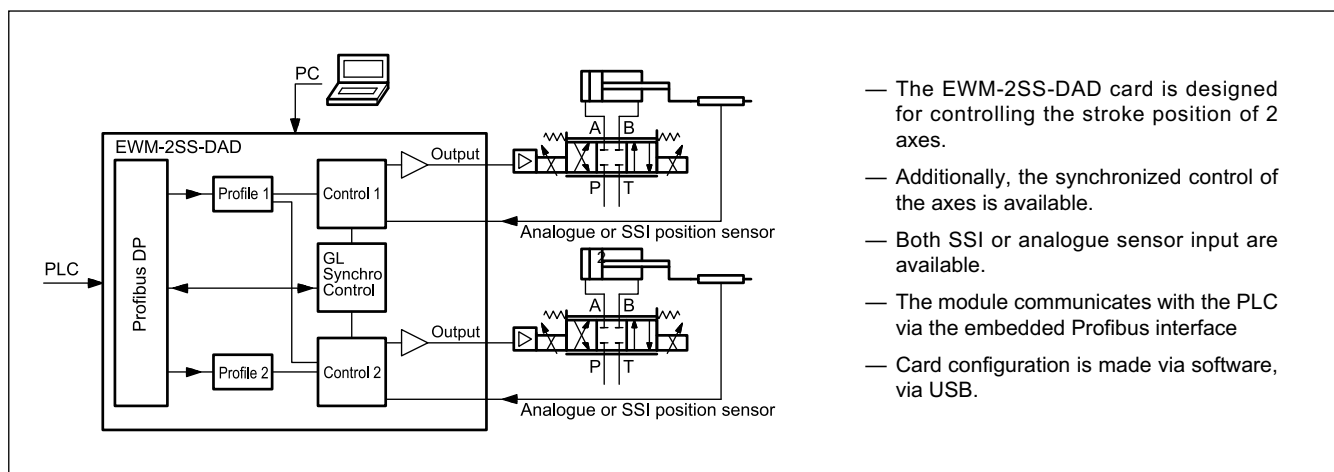 PC
EWM-2SS-DAD
Output
Profile 1
Control 1
A B
P T
Analogue or SSI position sensor
PLC
Profibus DP
GL
Synchro
Control
2
A B
Output
Profile 2
Control 2
P T
Analogue or SSI position sensor
— The EWM-2SS-DAD card is designed
for controlling the stroke position of 2
axes.
— Additionally, the synchronized control of
the axes is available.
— Both SSI or analogue sensor input are
available.
— The module communicates with the PLC
via the embedded Profibus interface
— Card configuration is made via software,
via USB.